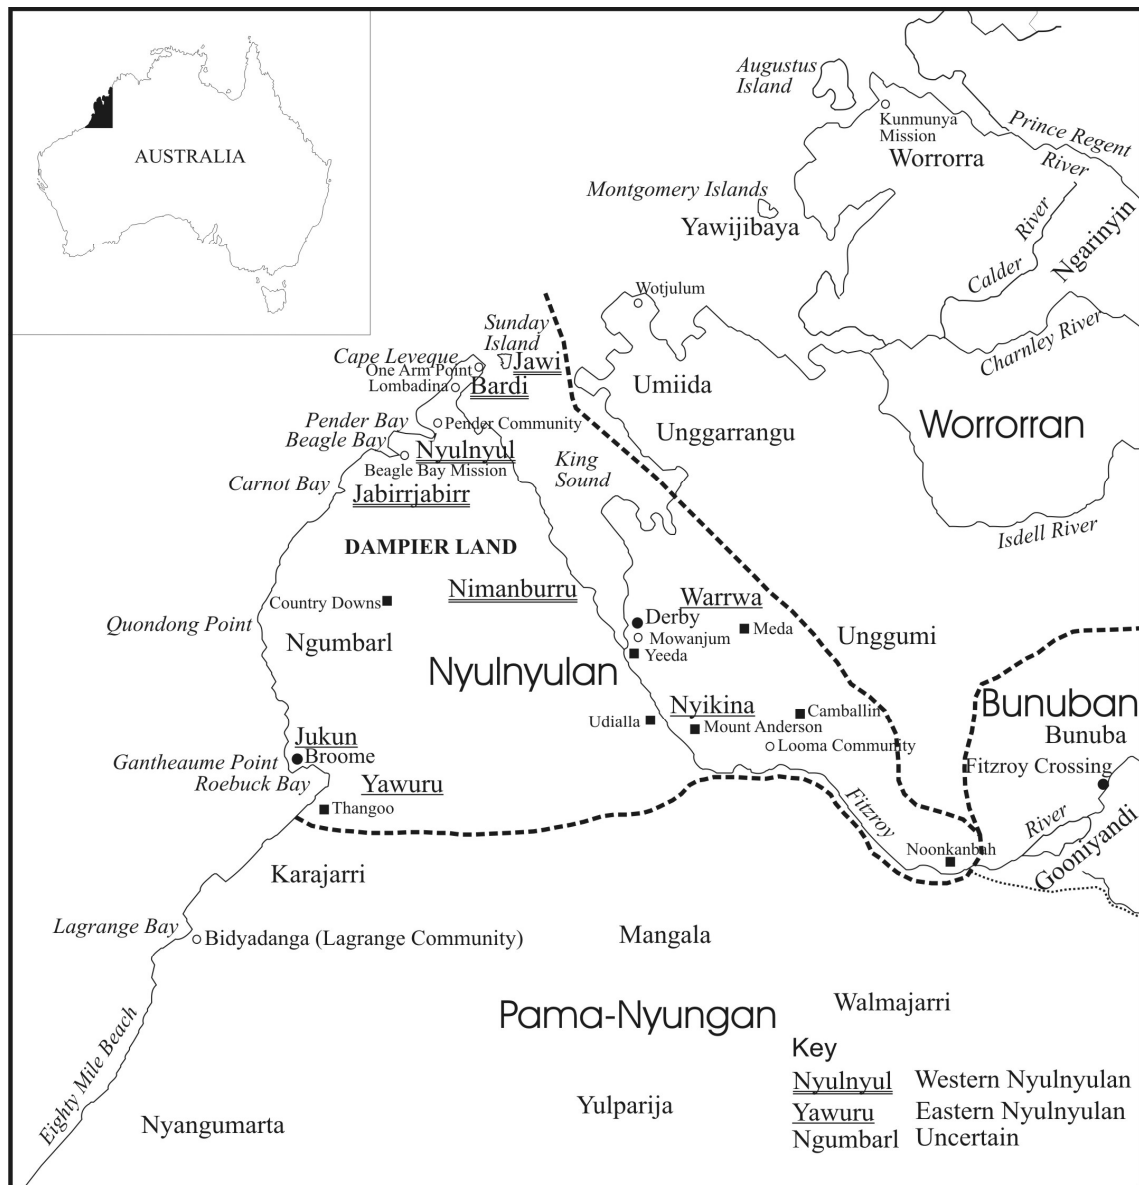 AUSTRALIA
Augustus
Island
Kunmunya
Mission
Worrorra
Prince Regent
River
Montgomery Islands
Yawijibaya
River
Calder
Ngarinyin
Wotjulum
Charnley River
Sunday
Island
Cape Leveque
Jawi
One Arm Point
Lombadina
Bardi
Umiida
Pender Bay
Pender Community
Beagle Bay
Nyulnyul
Unggarrangu
Worrorran
Beagle Bay Mission
King
Sound
Carnot Bay
Jabirrjabirr
Isdell River
DAMPIER LAND
Nimanburru
Warrwa
Country Downs
Derby
Meda
Quondong Point
Mowanjum
Unggumi
Ngumbarl
Yeeda
Nyulnyulan
Nyikina
Camballin
Bunuban
Udialla
Mount Anderson
Bunuba
Jukun
Looma Community
Gantheaume Point
Broome
Fitzroy Crossing
Roebuck Bay
Yawuru
Thangoo
Fitzroy
River
Noonkanbah
Gooniyandi
Karajarri
Lagrange Bay
Bidyadanga (Lagrange Community)
Mangala
Walmajarri
Pama-Nyungan
Eighty Mile Beach
Nyangumarta
Yulparija
Key
Nyulnyul Western Nyulnyulan
Yawuru Eastern Nyulnyulan
Ngumbarl Uncertain